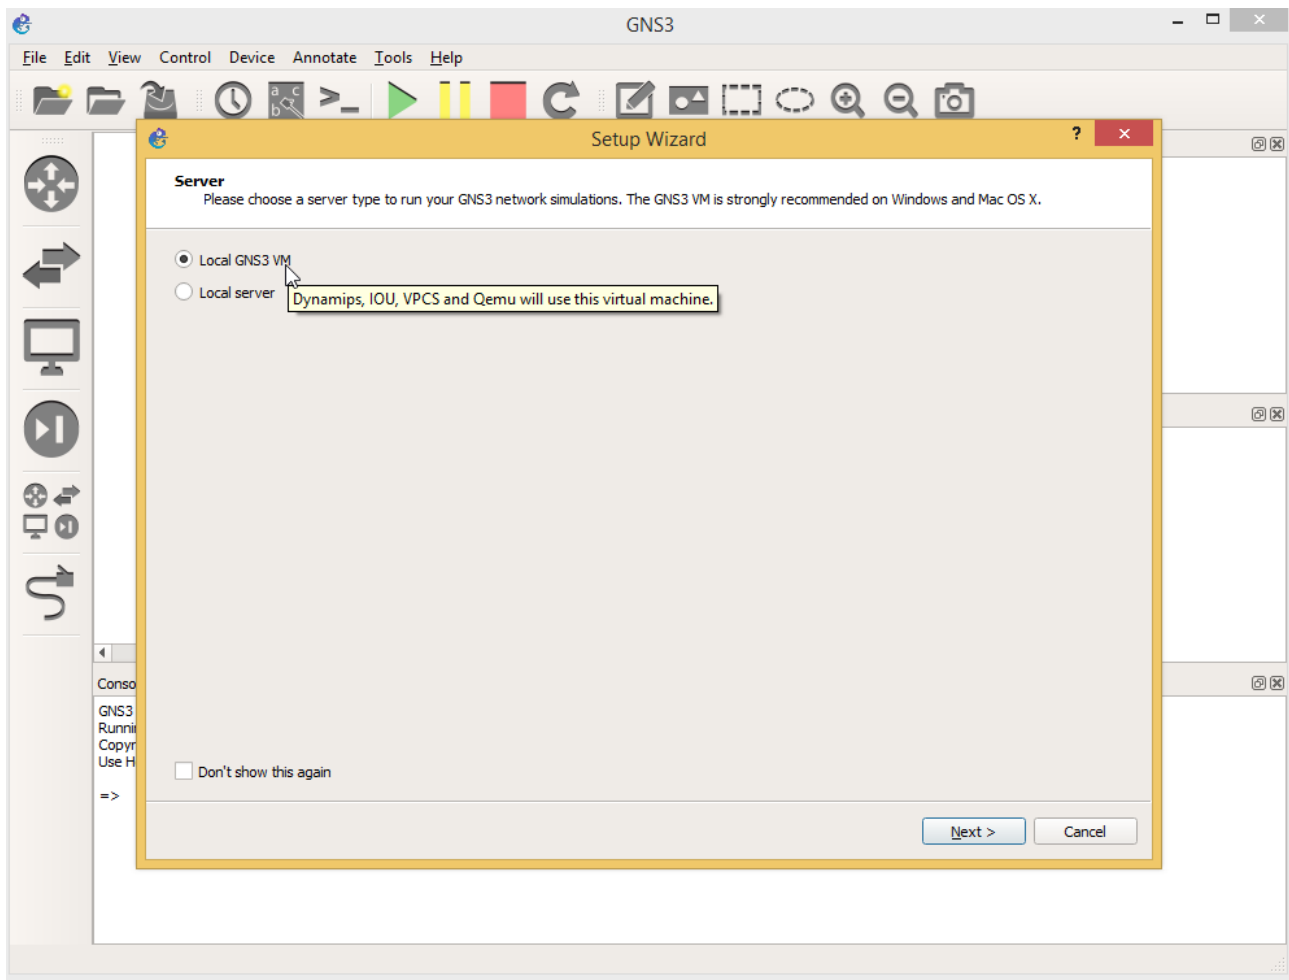 GNS3
File Edit View Control Device Annotate Tools Help
Setup Wizard
Server
Please choose a server type to run your GNS3 network simulations. The GNS3 VM is strongly recommended on Windows and Mac OS X.
Local GNS3 VM
Local server
Dynamips, IOU, VPCS and Qemu will use this virtual machine.
Conso
GNS3
Runni
Copyr
Use H
=>
Don't show this again
Next >
Cancel